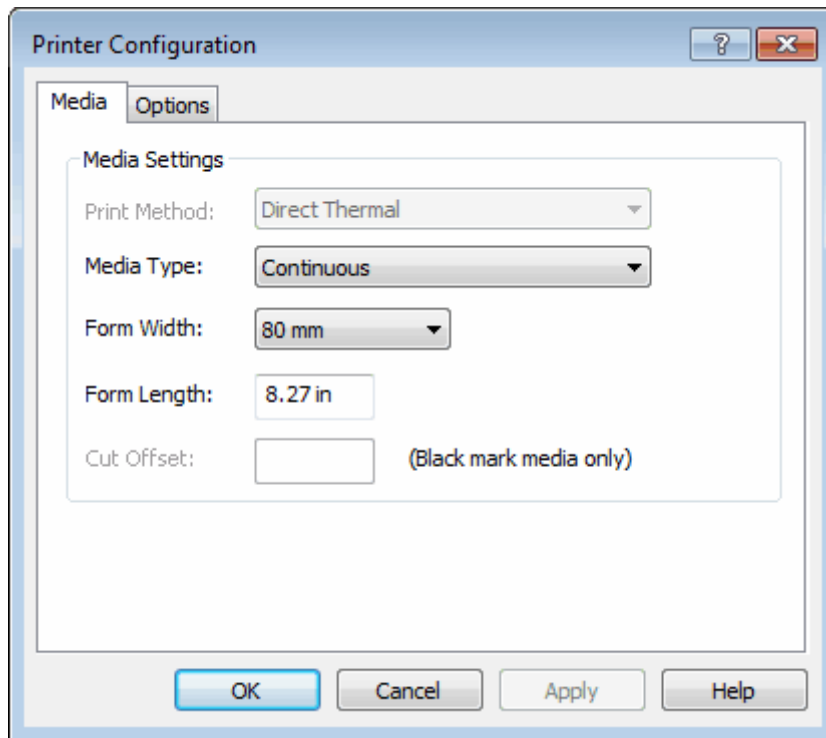 Printer Configuration
Media Options
Media Settings
Print Method: Direct Thermal
Media Type: Continuous
Form Width: 80 mm
Form Length: 8.27 in
Cut Offset: (Black mark media only)
OK Cancel Apply Help